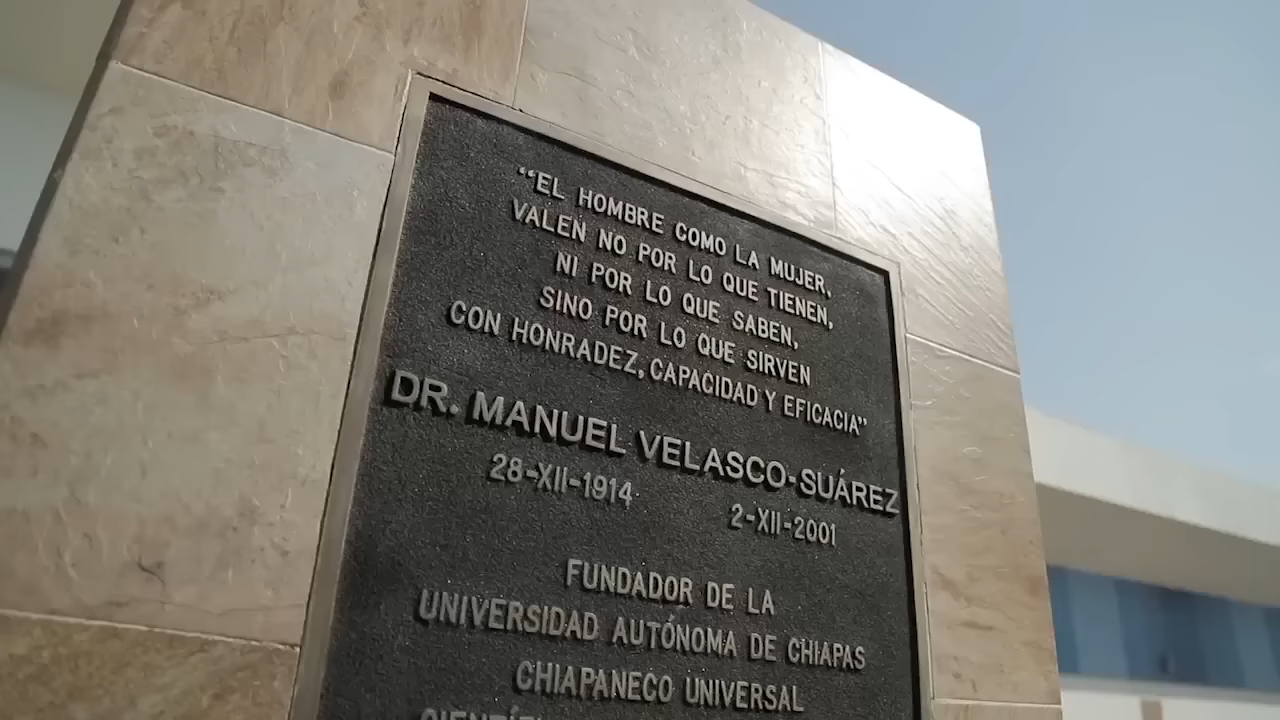 “EL HOMBRE COMO LA MUJER,
VALEN NO POR LO QUE TIENEN,
NI POR LO QUE SABEN,
SINO POR LO QUE SIRVEN
CON HONRADEZ, CAPACIDAD Y EFICACIA”
DR. MANUEL VELASCO-SUÁREZ
28-XII-1914 2-XII-2001
FUNDADOR DE LA
UNIVERSIDAD AUTÓNOMA DE CHIAPAS
CHIAPANECO UNIVERSAL